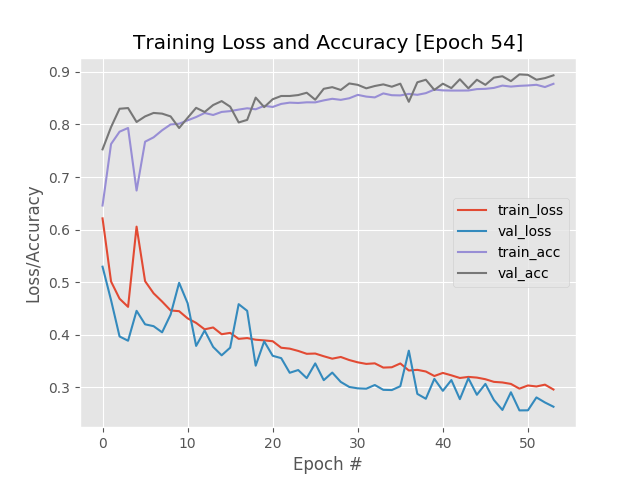 Training Loss and Accuracy [Epoch 54]
0.9
0.8
0.7
0.6
0.5
0.4
0.3
Loss/Accuracy
train_loss
val_loss
train_acc
val_acc
0 10 20 30 40 50
Epoch #